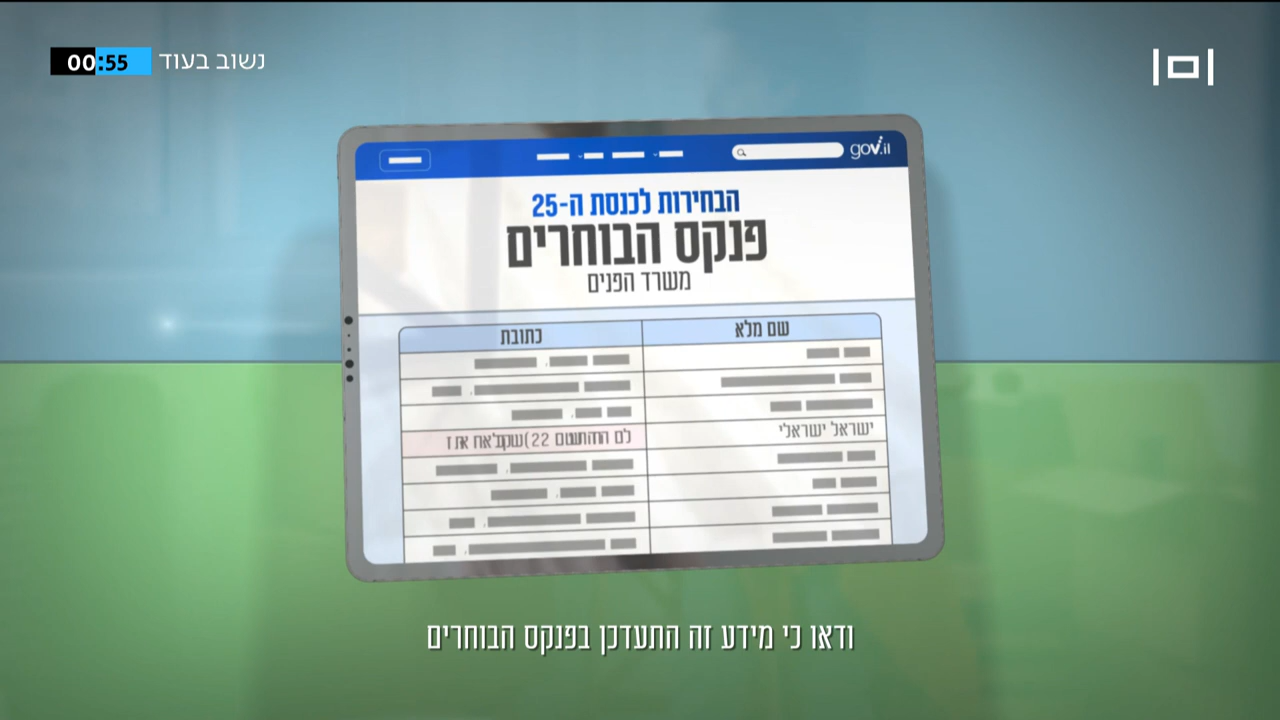 נשוב בעוד 00:55
|ם|
gov.il
הבחירות לכנסת ה-25
פנקס הבוחרים
משרד הפנים
שם מלא כתובת
ישראל ישראלי
ודאו כי מידע זה התעדכן בפנקס הבוחרים